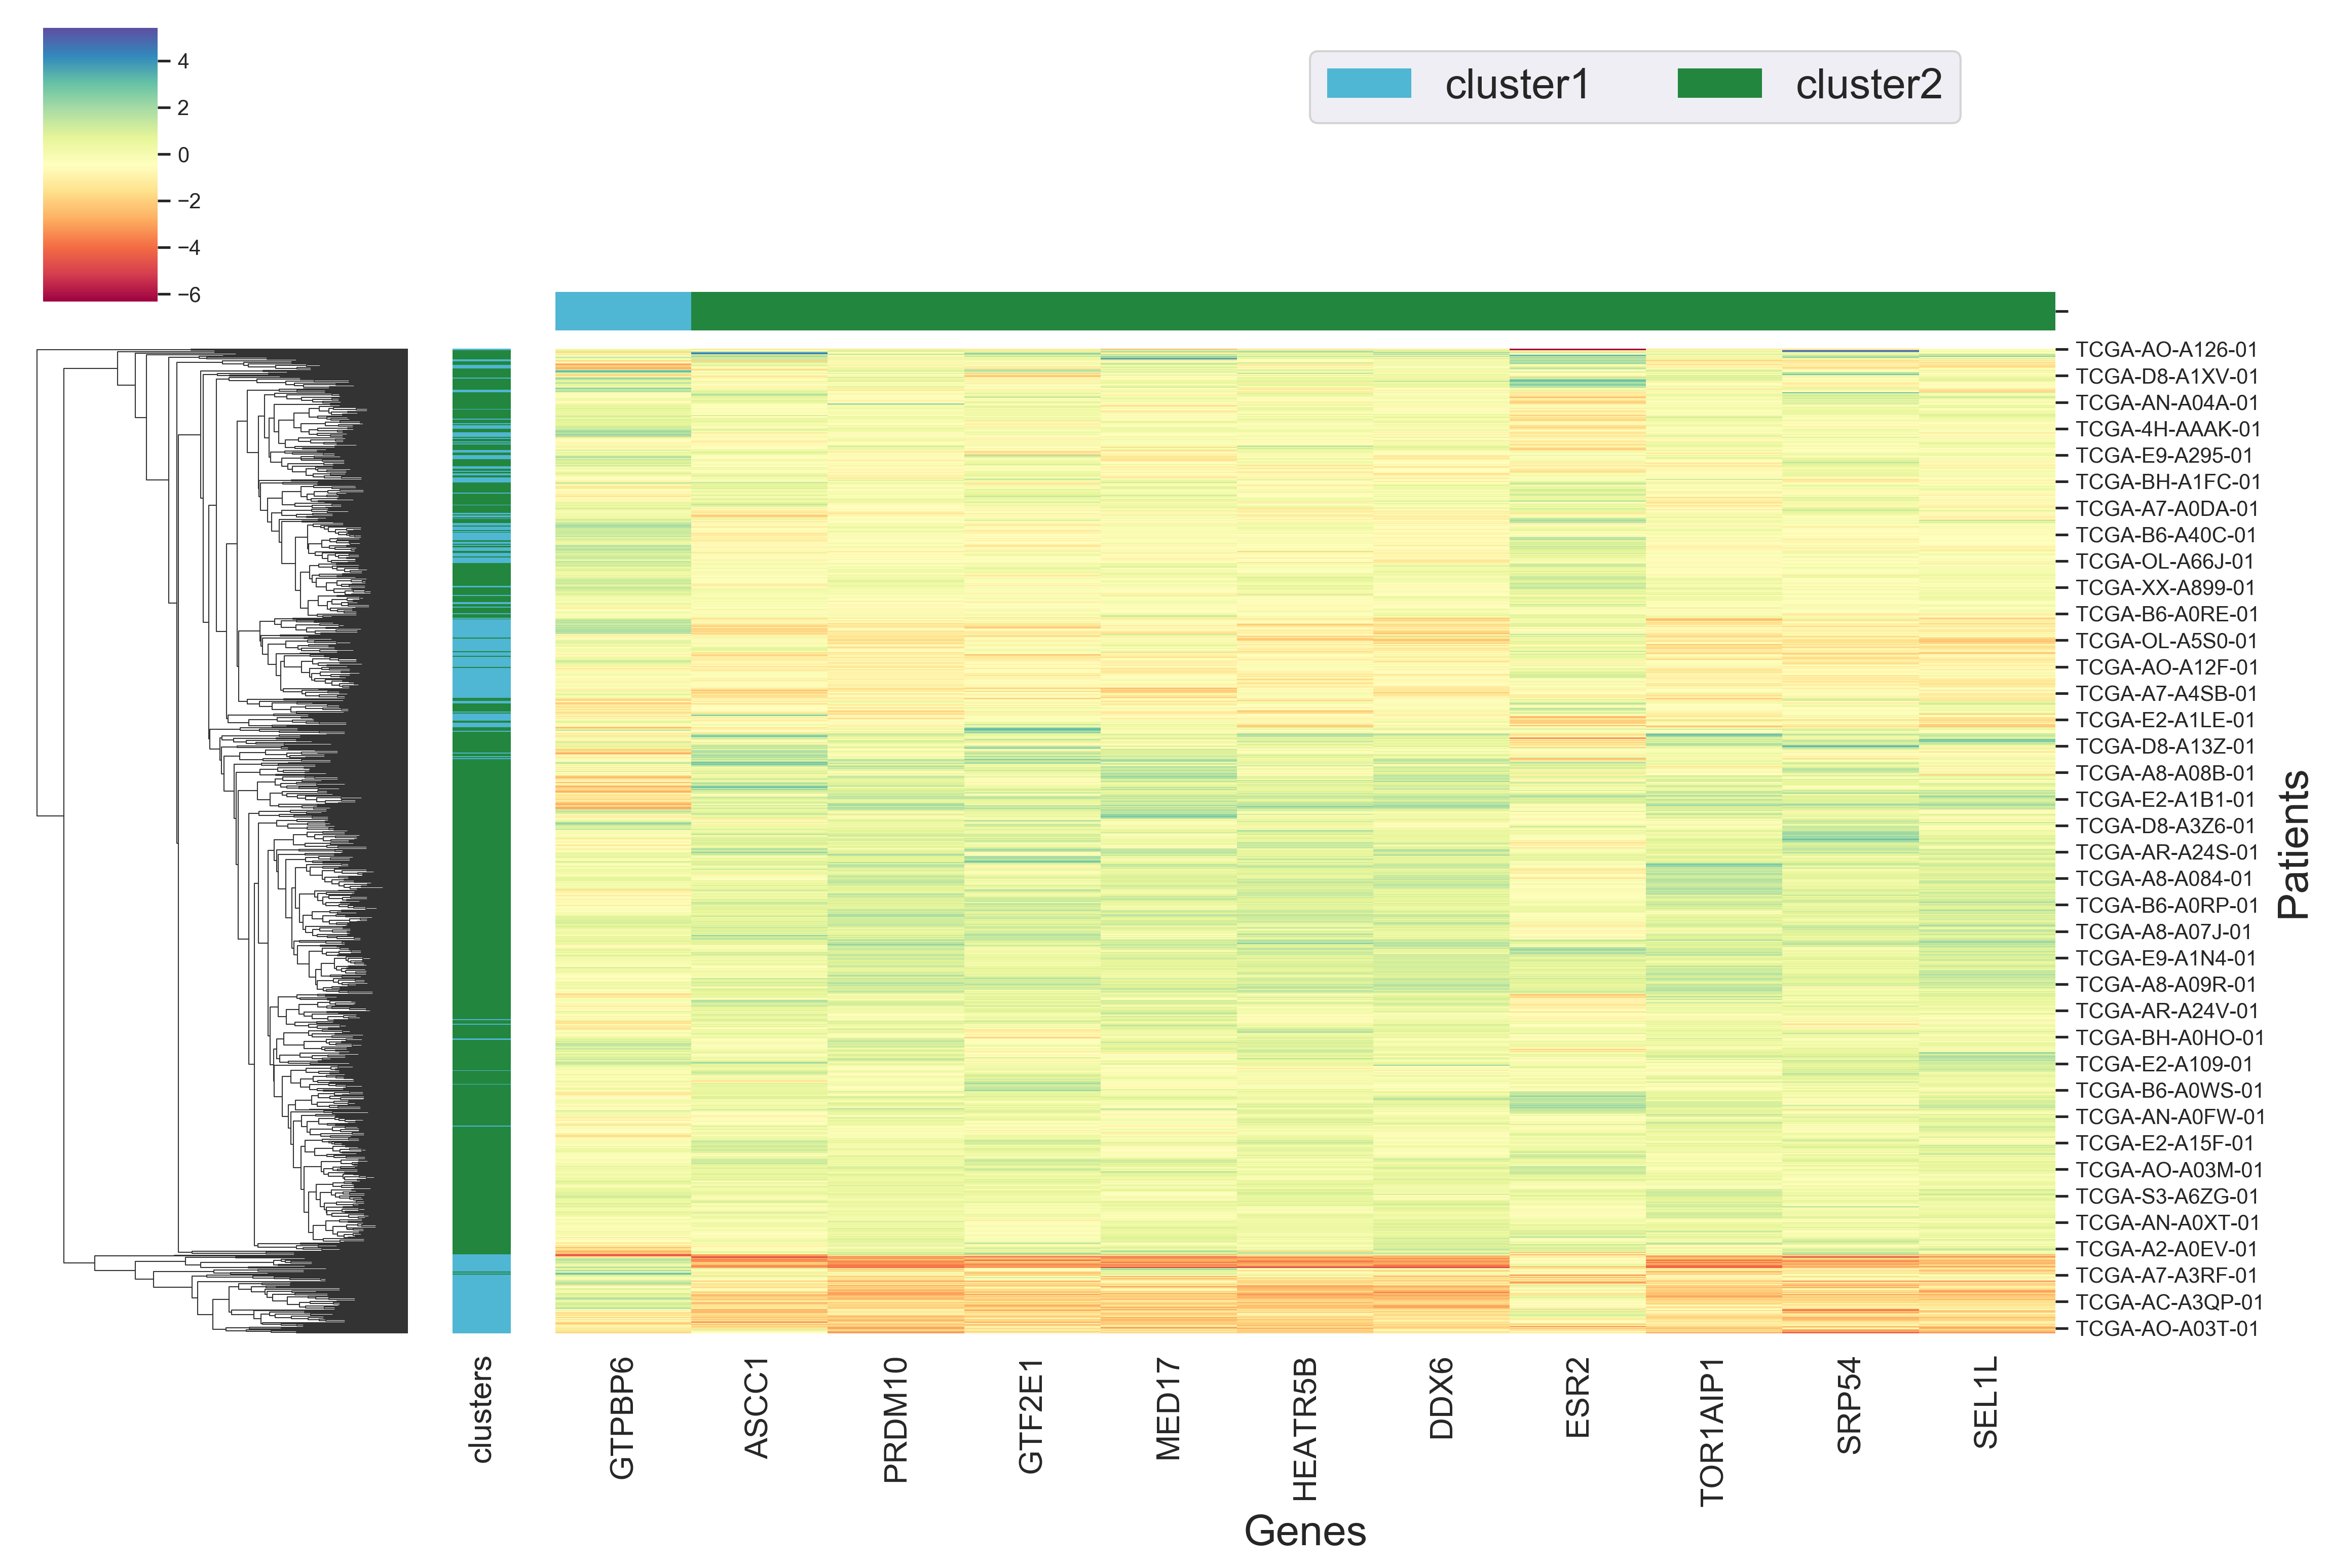 4
2
0
−2
−4
−6
cluster1
cluster2
TCGA-AO-A126-01
TCGA-D8-A1XV-01
TCGA-AN-A04A-01
TCGA-4H-AAAK-01
TCGA-E9-A295-01
TCGA-BH-A1FC-01
TCGA-A7-A0DA-01
TCGA-B6-A40C-01
TCGA-OL-A66J-01
TCGA-XX-A899-01
TCGA-B6-A0RE-01
TCGA-OL-A5S0-01
TCGA-AO-A12F-01
TCGA-A7-A4SB-01
TCGA-E2-A1LE-01
TCGA-D8-A13Z-01
TCGA-A8-A08B-01
TCGA-E2-A1B1-01
TCGA-D8-A3Z6-01
TCGA-AR-A24S-01
TCGA-A8-A084-01
TCGA-B6-A0RP-01
TCGA-A8-A07J-01
TCGA-E9-A1N4-01
TCGA-A8-A09R-01
TCGA-AR-A24V-01
TCGA-BH-A0HO-01
TCGA-E2-A109-01
TCGA-B6-A0WS-01
TCGA-AN-A0FW-01
TCGA-E2-A15F-01
TCGA-AO-A03M-01
TCGA-S3-A6ZG-01
TCGA-AN-A0XT-01
TCGA-A2-A0EV-01
TCGA-A7-A3RF-01
TCGA-AC-A3QP-01
TCGA-AO-A03T-01
Patients
clusters
GTPBP6
ASCC1
PRDM10
GTF2E1
MED17
HEATR5B
DDX6
ESR2
TOR1AIP1
SRP54
SEL1L
Genes